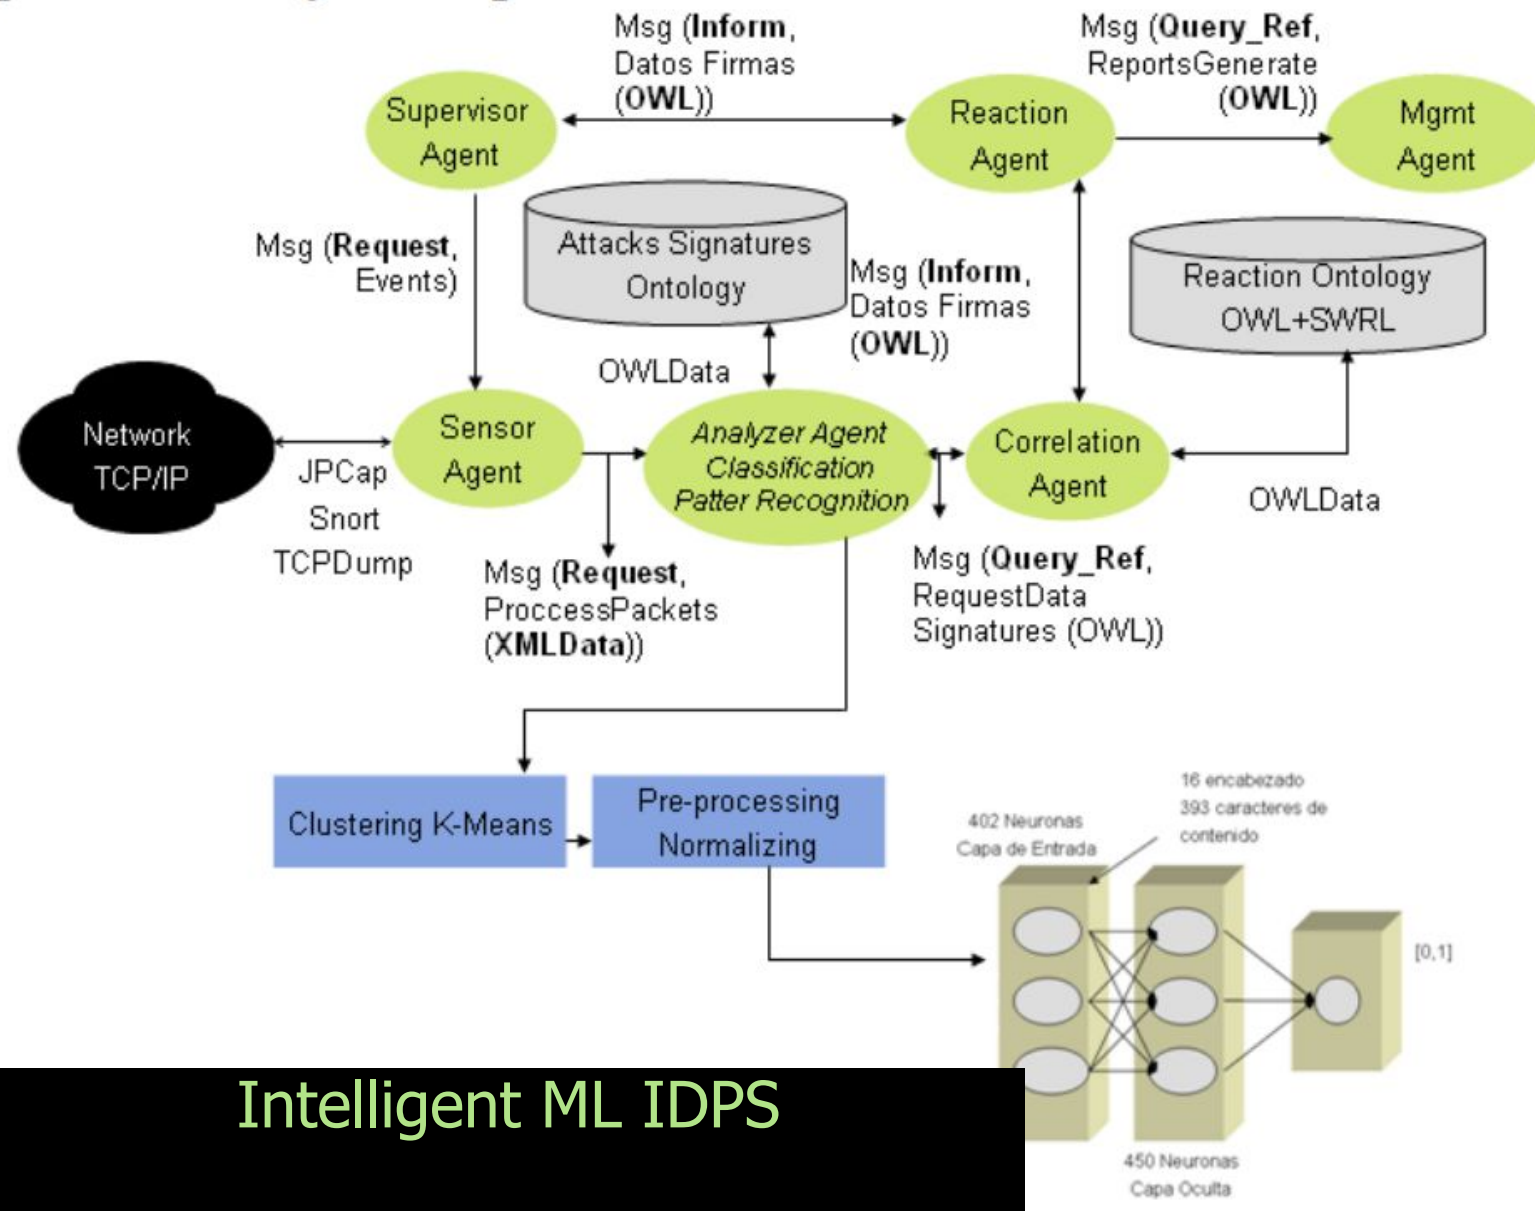 Msg (Inform,
Datos Firmas
(OWL))
Msg (Query_Ref,
ReportsGenerate
(OWL))
Supervisor
Agent
Reaction
Agent
Mgmt
Agent
Msg (Request,
Events)
Attacks Signatures
Ontology
Msg (Inform,
Datos Firmas
(OWL))
Reaction Ontology
OWL+SWRL
OWLData
Network
TCP/IP
JPCap
Snort
TCPDump
Sensor
Agent
Analyzer Agent
Classification
Patter Recognition
Correlation
Agent
OWLData
Msg (Request,
ProccessPackets
(XMLData))
Msg (Query_Ref,
RequestData
Signatures (OWL))
Clustering K-Means
Pre-processing
Normalizing
402 Neuronas
Capa de Entrada
16 encabezado
393 caracteres de
contenido
[0,1]
450 Neuronas
Capa Oculta
Intelligent ML IDPS